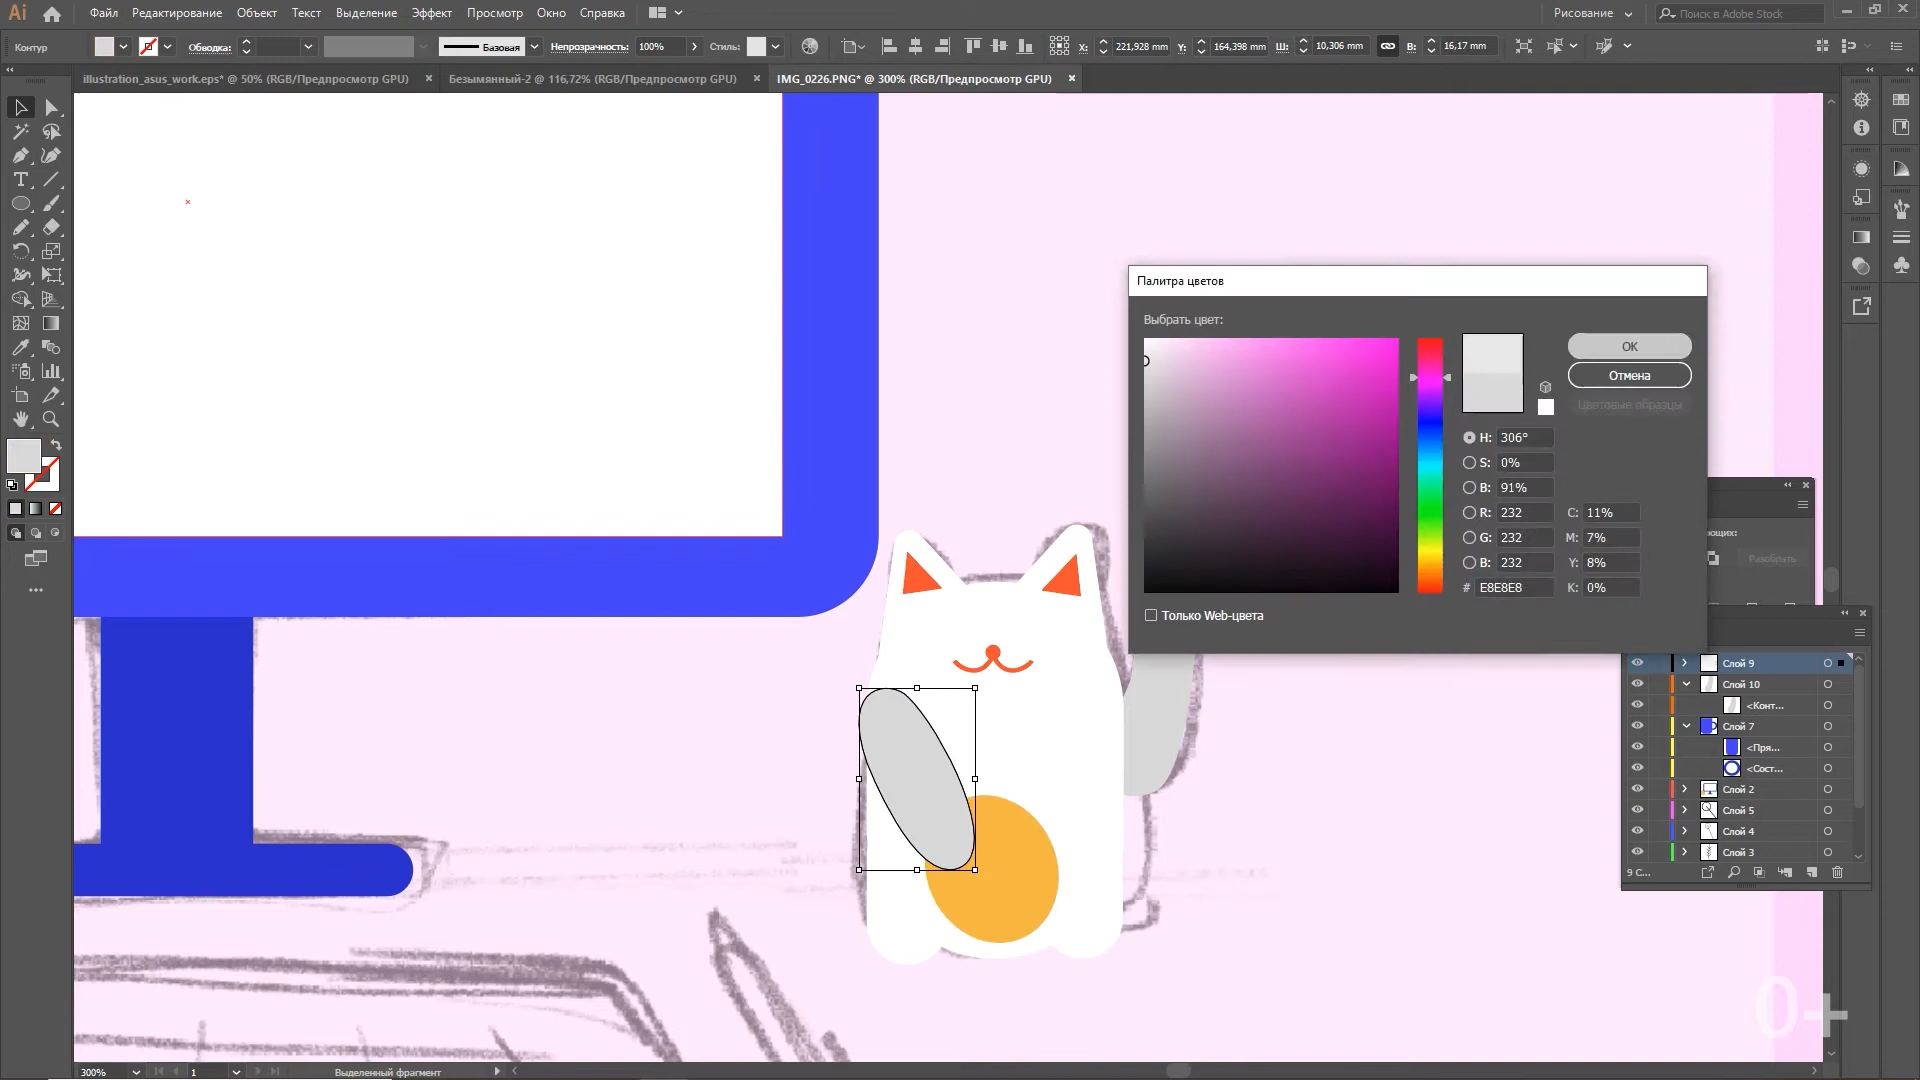 Ai Файл Редактирование Объект Текст Выделение Эффект Просмотр Окно Справка Рисование Поиск в Adobe Stock
Контур Обводка: Базовая Непрозрачность: 100% Стиль: X: 221,928 mm Y: 164,398 mm Ш: 10,306 mm В: 16,17 mm
illustration_asus_work.eps* @ 50% (RGB/Предпросмотр GPU) Безымянный-2 @ 116,72% (RGB/Предпросмотр GPU) IMG_0226.PNG* @ 300% (RGB/Предпросмотр GPU)
Палитра цветов
Выбрать цвет:
OK
Отмена
Цветовые образцы
H: 306°
S: 0%
B: 91%
R: 232 C: 11%
G: 232 M: 7%
B: 232 Y: 8%
# E8E8E8 K: 0%
Только Web-цвета
ющих:
Разобрать
Слой 9
Слой 10
<Конт...
Слой 7
<Пря...
<Сост...
Слой 2
Слой 5
Слой 4
Слой 3
9 С...
0+
300% 1 Выделенный фрагмент